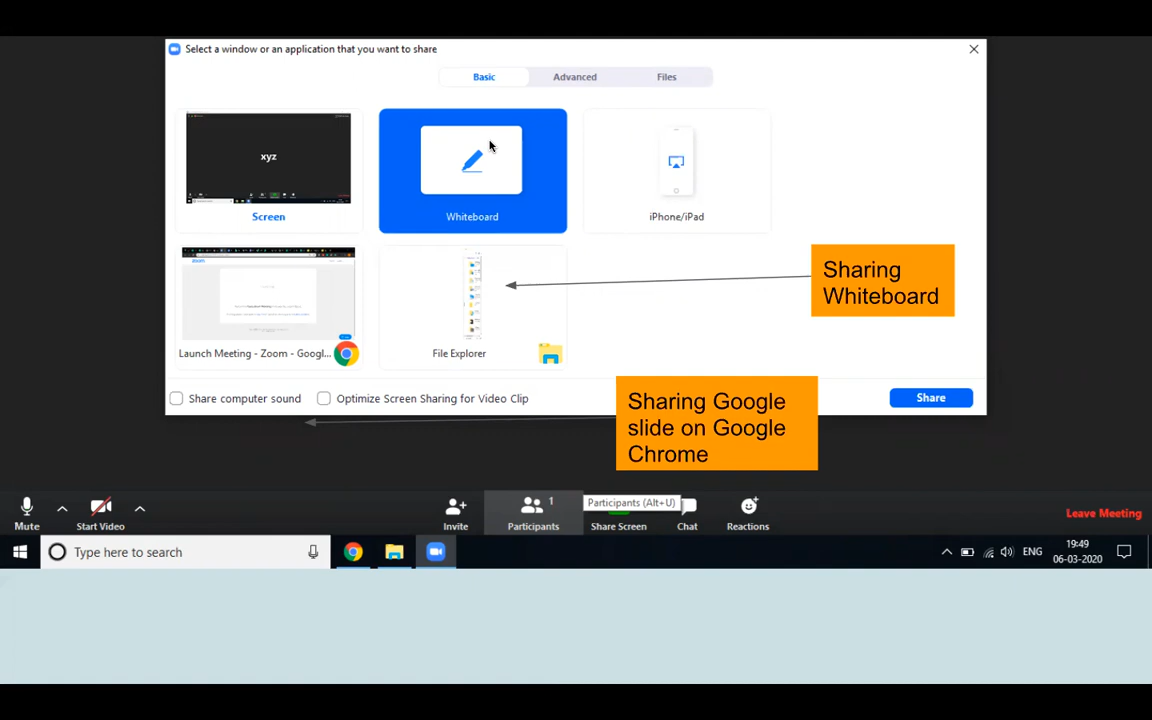 Select a window or an application that you want to share
Basic
Advanced
Files
xyz
Screen
Whiteboard
iPhone/iPad
zoom
Launch Meeting - Zoom - Googl...
File Explorer
Sharing
Whiteboard
Share computer sound
Optimize Screen Sharing for Video Clip
Share
Sharing Google
slide on Google
Chrome
Mute
Start Video
Invite
1
Participants
Participants (Alt+U)
Share Screen
Chat
Reactions
Leave Meeting
Type here to search
ENG
19:49
06-03-2020